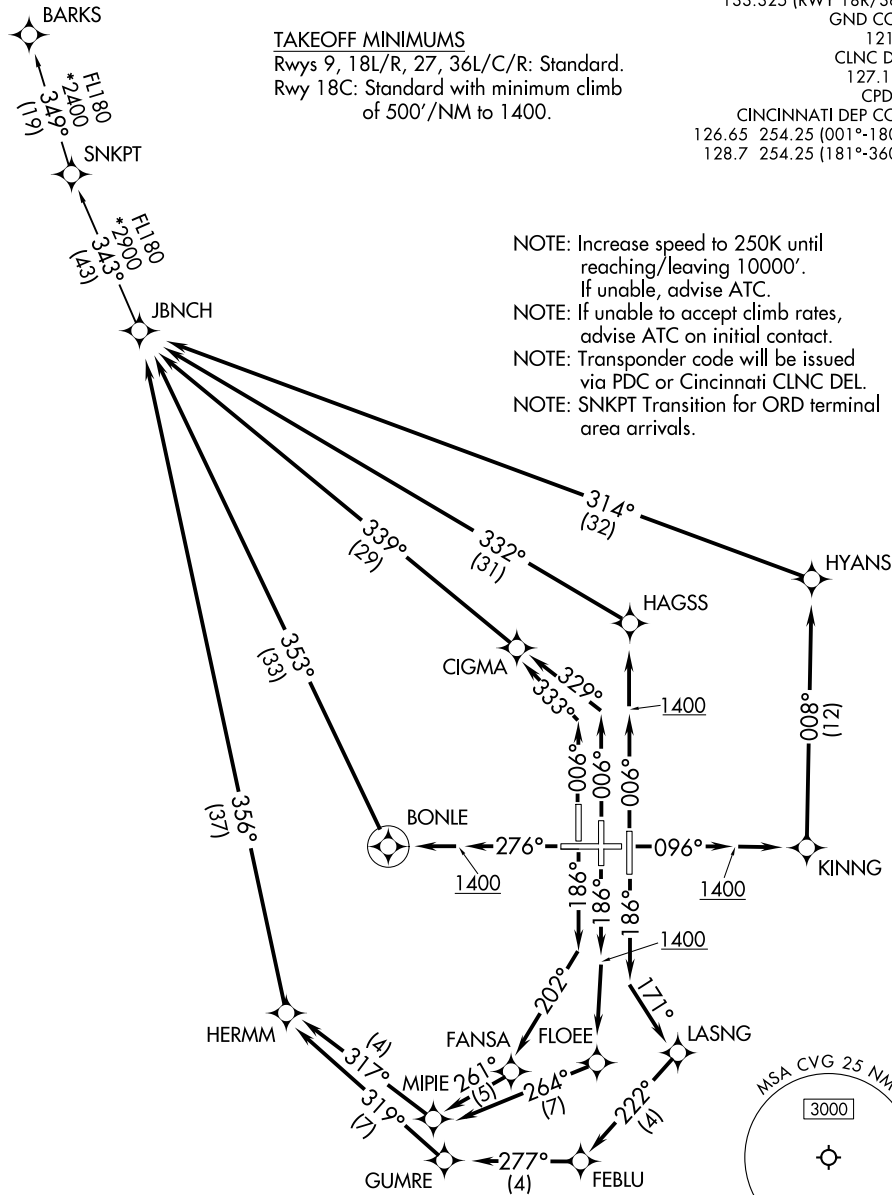 BARKS
TAKEOFF MINIMUMS
Rwys 9, 18L/R, 27, 36L/C/R: Standard.
Rwy 18C: Standard with minimum climb
of 500'/NM to 1400.
GND CO
121
CLNC D
127.1
CPD
CINCINNATI DEP CO
126.65 254.25 (001°-180
128.7 254.25 (181°-360
FL180
*2400
349°
(19)
SNKPT
FL180
*2900
343°
(43)
JBNCH
NOTE: Increase speed to 250K until
reaching/leaving 10000'.
If unable, advise ATC.
NOTE: If unable to accept climb rates,
advise ATC on initial contact.
NOTE: Transponder code will be issued
via PDC or Cincinnati CLNC DEL.
NOTE: SNKPT Transition for ORD terminal
area arrivals.
314°
(32)
339°
(29)
332°
(31)
HYANS
HAGSS
353°
(33)
CIGMA
329°
333°
1400
008°
(12)
006°
006°
006°
356°
(37)
BONLE
276°
1400
096°
1400
KINNG
186°
186°
186°
1400
202°
171°
HERMM
FANSA
FLOEE
LASNG
(4)
317°
MIPIE
261°
(5)
264°
(7)
222°
(4)
319°
(7)
GUMRE
277°
(4)
FEBLU
MSA CVG 25 NM
3000